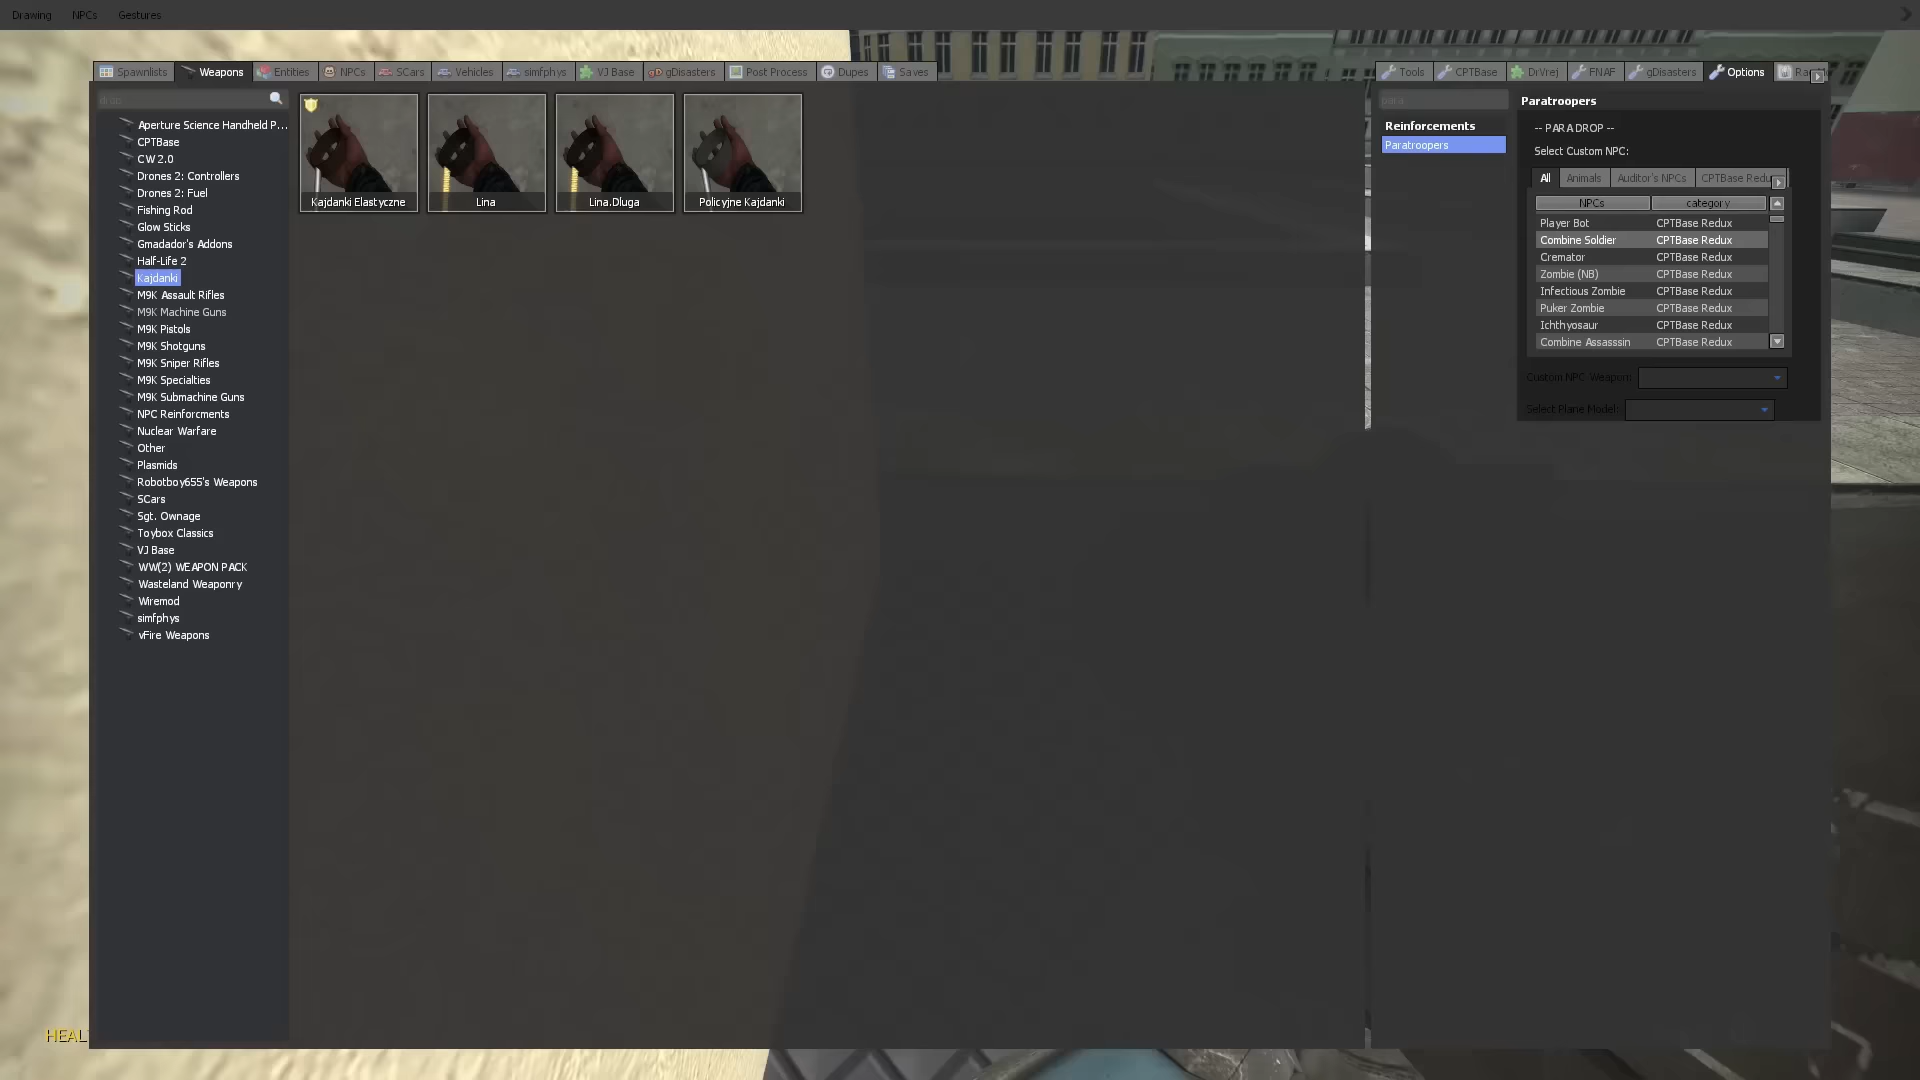 Drawing NPCs Gestures
Spawnlists Weapons Entities NPCs SCars Vehicles simfphys VJ Base gDisasters Post Process Dupes Saves
Tools CPTBase DrVrej FNAF gDisasters Options
Aperture Science Handheld P...
CPTBase
CW 2.0
Drones 2: Controllers
Drones 2: Fuel
Fishing Rod
Glow Sticks
Gmadador's Addons
Half-Life 2
Kajdanki
M9K Assault Rifles
M9K Machine Guns
M9K Pistols
M9K Shotguns
M9K Sniper Rifles
M9K Specialties
M9K Submachine Guns
NPC Reinforcments
Nuclear Warfare
Other
Plasmids
Robotboy655's Weapons
SCars
Sgt. Ownage
Toybox Classics
VJ Base
WW(2) WEAPON PACK
Wasteland Weaponry
Wiremod
simfphys
vFire Weapons
Kajdanki Elastyczne
Lina
Lina.Dluga
Policyjne Kajdanki
Reinforcements
Paratroopers
Paratroopers
-- PARA DROP --
Select Custom NPC:
All Animals Auditor's NPCs CPTBase Redu
NPCs category
Player Bot CPTBase Redux
Combine Soldier CPTBase Redux
Cremator CPTBase Redux
Zombie (NB) CPTBase Redux
Infectious Zombie CPTBase Redux
Puker Zombie CPTBase Redux
Ichthyosaur CPTBase Redux
Combine Assasssin CPTBase Redux
Custom NPC Weapon:
Select Plane Model:
HEAL